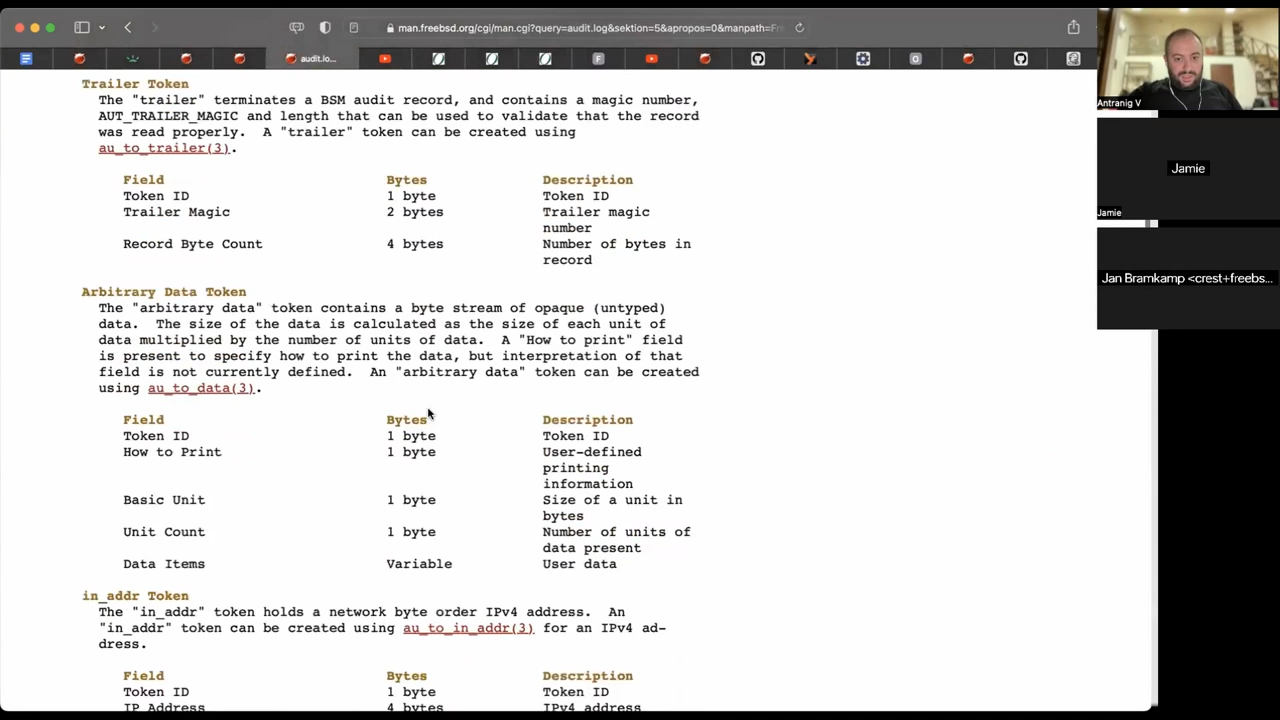 man.freebsd.org/cgi/man.cgi?query=audit.log&sektion=5&apropos=0&manpath=Fr
audit.lo...
Trailer Token
The "trailer" terminates a BSM audit record, and contains a magic number,
AUT_TRAILER_MAGIC and length that can be used to validate that the record
was read properly. A "trailer" token can be created using
au_to_trailer(3).
Field Bytes Description
Token ID 1 byte Token ID
Trailer Magic 2 bytes Trailer magic
number
Record Byte Count 4 bytes Number of bytes in
record
Arbitrary Data Token
The "arbitrary data" token contains a byte stream of opaque (untyped)
data. The size of the data is calculated as the size of each unit of
data multiplied by the number of units of data. A "How to print" field
is present to specify how to print the data, but interpretation of that
field is not currently defined. An "arbitrary data" token can be created
using au_to_data(3).
Field Bytes Description
Token ID 1 byte Token ID
How to Print 1 byte User-defined
printing
information
Basic Unit 1 byte Size of a unit in
bytes
Unit Count 1 byte Number of units of
data present
Data Items Variable User data
in_addr Token
The "in_addr" token holds a network byte order IPv4 address. An
"in_addr" token can be created using au_to_in_addr(3) for an IPv4 ad-
dress.
Field Bytes Description
Token ID 1 byte Token ID
IP Address 4 bytes IPv4 address
Antranig V
Jamie
Jamie
Jan Bramkamp <crest+freebs...